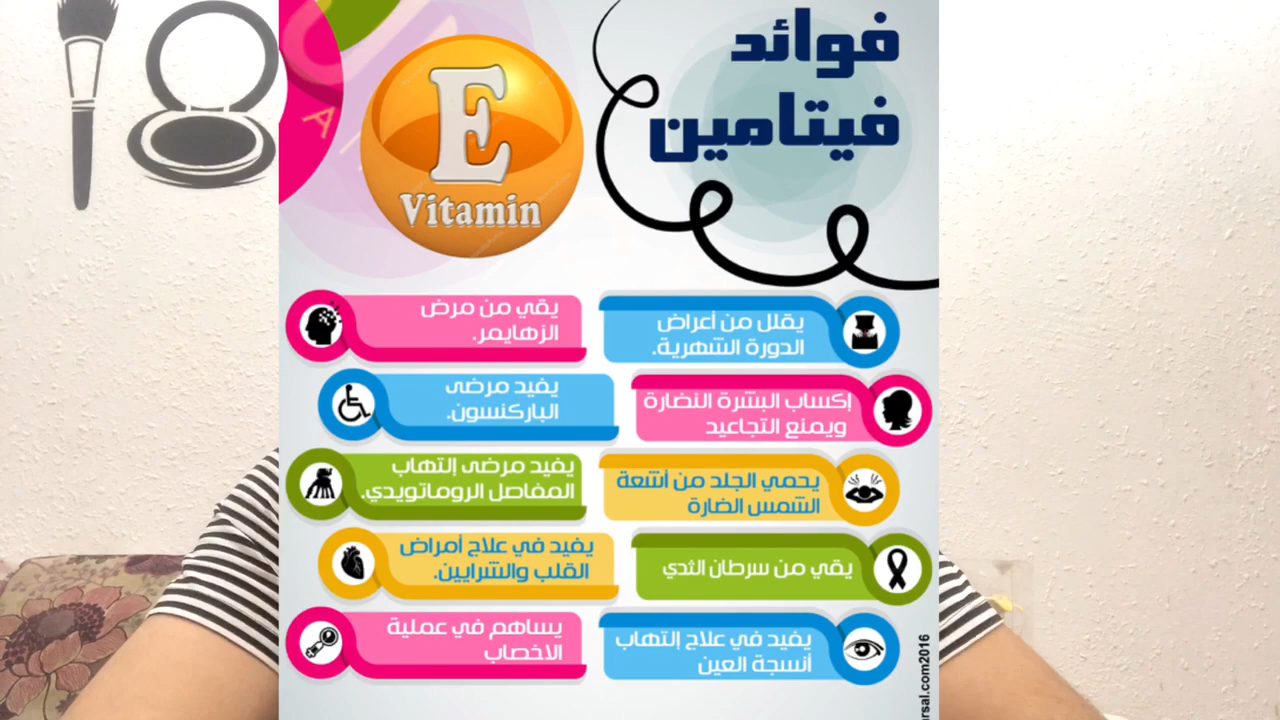 فوائد
فيتامين
E
Vitamin
يقلل من أعراض
الدورة الشهرية.
إكساب البشرة النضارة
ويمنع التجاعيد
يحمي الجلد من أشعة
الشمس الضارة
يقي من سرطان الثدي
يفيد في علاج إلتهاب
أنسجة العين
يقي من مرض
الزهايمر.
يفيد مرضى
الباركنسون.
يفيد مرضى إلتهاب
المفاصل الروماتويدي.
يفيد في علاج أمراض
القلب والشرايين.
يساهم في عملية
الاخصاب
rsal.com2016